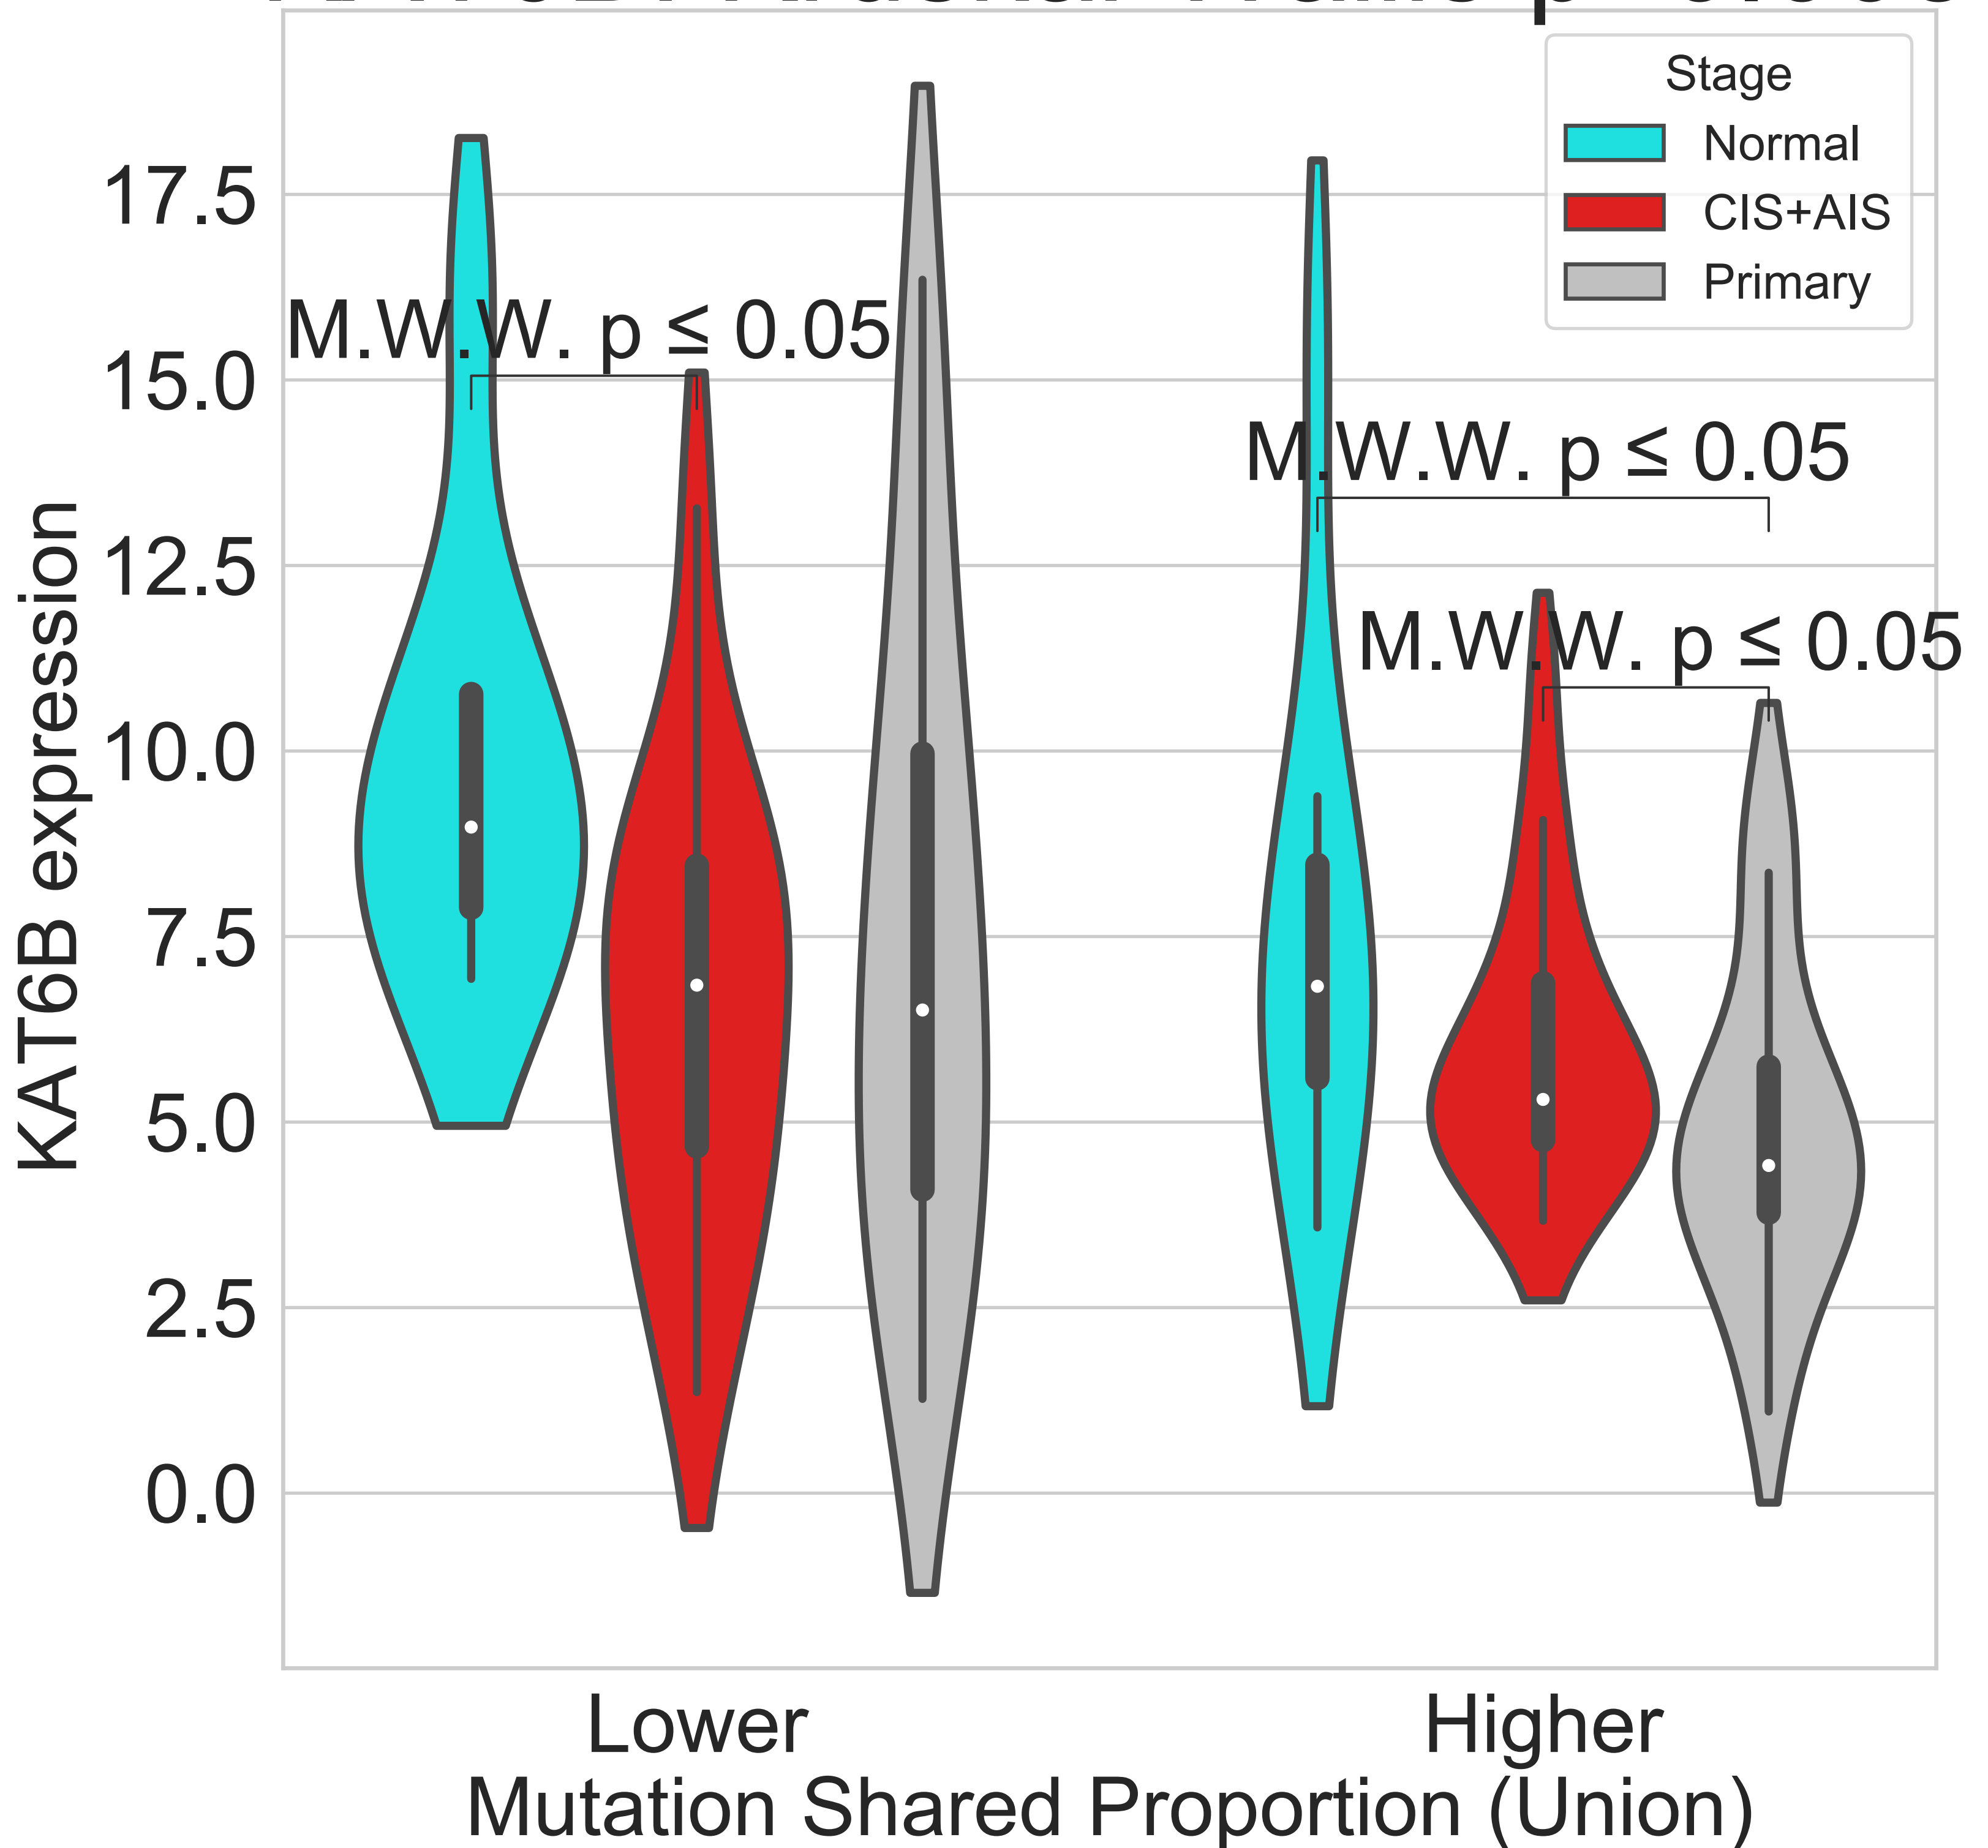 Stage
Normal
CIS+AIS
Primary
17.5
15.0
12.5
10.0
7.5
5.0
2.5
0.0
KAT6B expression
M.W.W. p ≤ 0.05
M.W.W. p ≤ 0.05
M.W.W. p ≤ 0.05
Lower
Higher
Mutation Shared Proportion (Union)